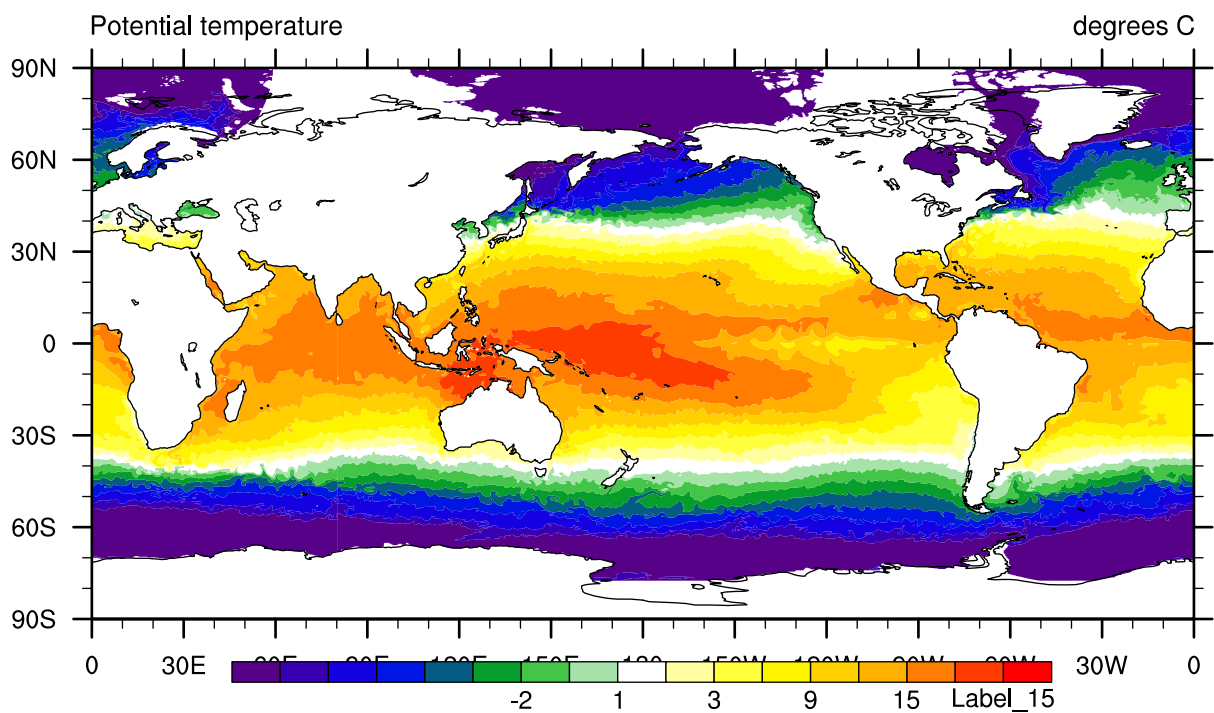 Potential temperature degrees C
90N
60N
30N
0
30S
60S
90S
0 30E 30W 0
-2 1 3 9 15 Label_15